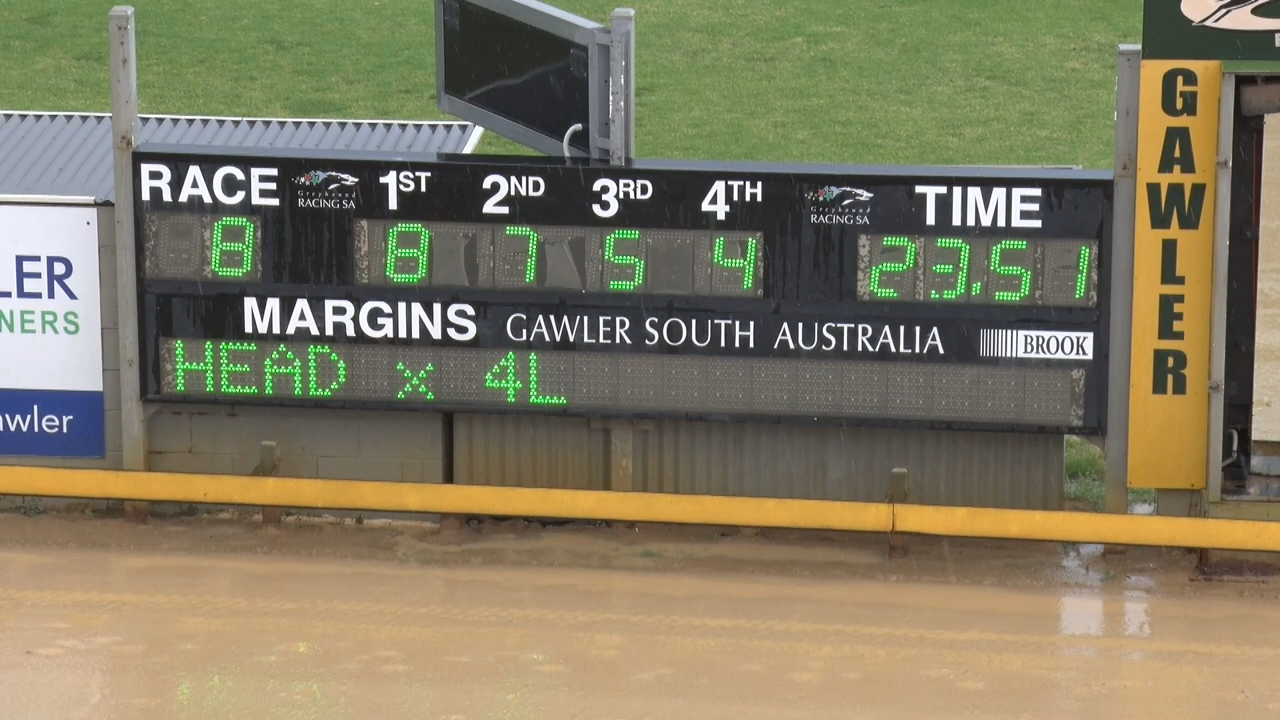 RACE 1ST 2ND 3RD 4TH TIME
Greyhound RACING SA
Greyhound RACING SA
8 8 7 5 4 23.51
MARGINS GAWLER SOUTH AUSTRALIA BROOK
HEAD x 4L
LER
NERS
awler
GAWLER